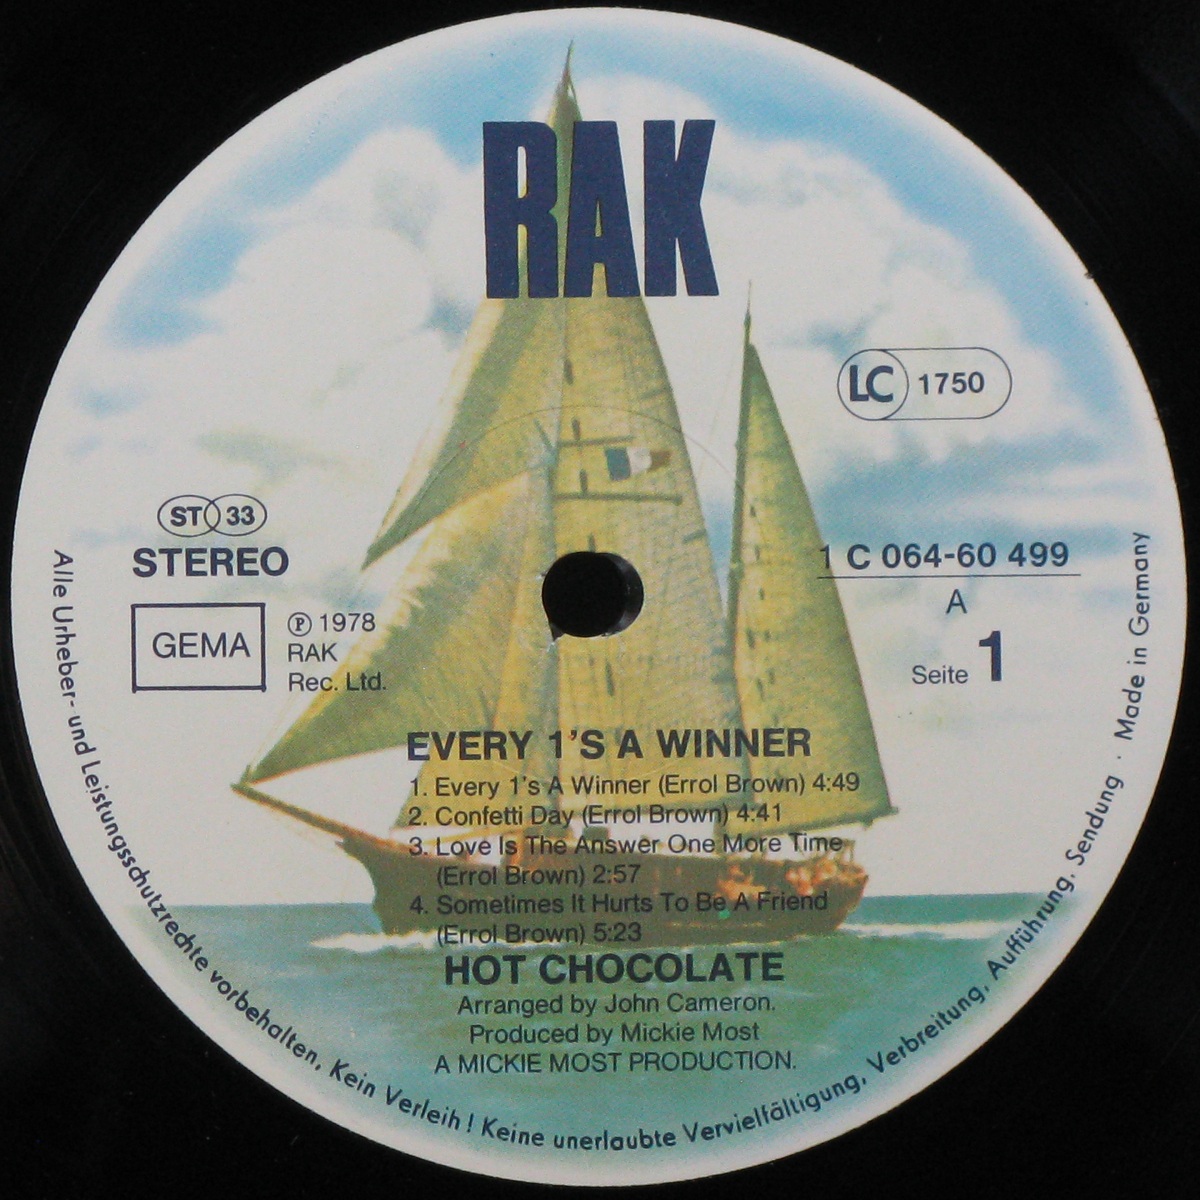 RAK
LC 1750
ST 33
STEREO
GEMA
℗ 1978
RAK
Rec. Ltd.
1 C 064-60 499
A
Seite 1
EVERY 1'S A WINNER
1. Every 1's A Winner (Errol Brown) 4:49
2. Confetti Day (Errol Brown) 4:41
3. Love Is The Answer One More Time
(Errol Brown) 2:57
4. Sometimes It Hurts To Be A Friend
(Errol Brown) 5:23
HOT CHOCOLATE
Arranged by John Cameron.
Produced by Mickie Most
A MICKIE MOST PRODUCTION.
Alle Urheber- und Leistungsschutzrechte vorbehalten, Kein Verleih! Keine unerlaubte Vervielfältigung, Verbreitung, Aufführung, Sendung · Made in Germany